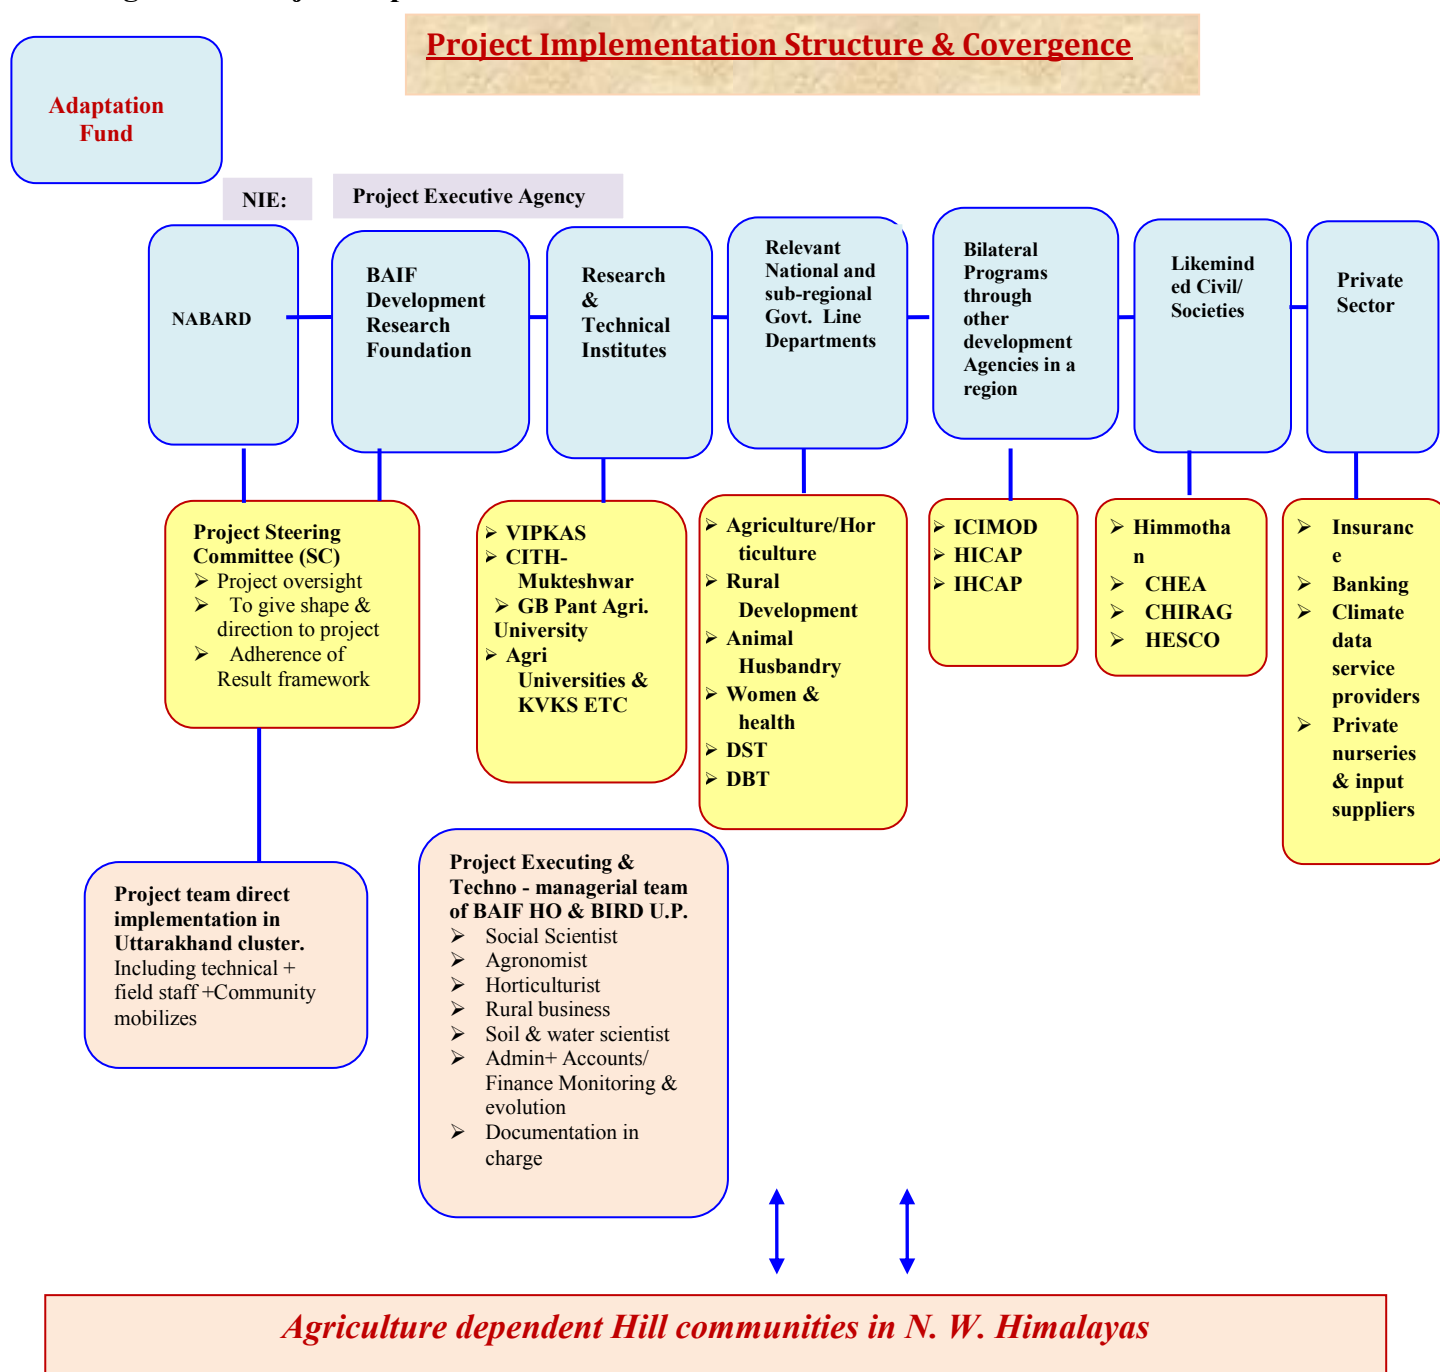 Project Implementation Structure & Covergence
Adaptation
Fund
NIE:
Project Executive Agency
NABARD
BAIF
Development
Research
Foundation
Research
&
Technical
Institutes
Relevant
National and
sub-regional
Govt. Line
Departments
Bilateral
Programs
through
other
development
Agencies in a
region
Likemind
ed Civil/
Societies
Private
Sector
Project Steering
Committee (SC)
➢ Project oversight
➢ To give shape &
direction to project
➢ Adherence of
Result framework
➢ VIPKAS
➢ CITH-
Mukteshwar
➢ GB Pant Agri.
University
➢ Agri
Universities &
KVKS ETC
➢ Agriculture/Hor
ticulture
➢ Rural
Development
➢ Animal
Husbandry
➢ Women &
health
➢ DST
➢ DBT
➢ ICIMOD
➢ HICAP
➢ IHCAP
➢ Himmotha
n
➢ CHEA
➢ CHIRAG
➢ HESCO
➢ Insuranc
e
➢ Banking
➢ Climate
data
service
providers
➢ Private
nurseries
& input
suppliers
Project team direct
implementation in
Uttarakhand cluster.
Including technical +
field staff +Community
mobilizes
Project Executing &
Techno - managerial team
of BAIF HO & BIRD U.P.
➢ Social Scientist
➢ Agronomist
➢ Horticulturist
➢ Rural business
➢ Soil & water scientist
➢ Admin+ Accounts/
Finance Monitoring &
evolution
➢ Documentation in
charge
Agriculture dependent Hill communities in N. W. Himalayas